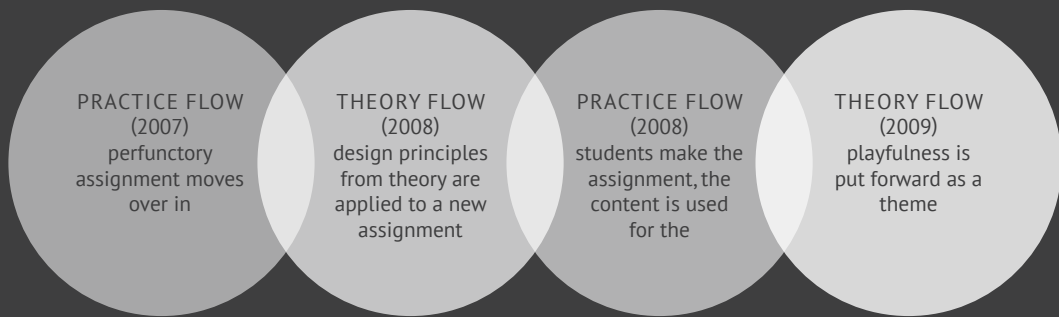 PRACTICE FLOW
(2007)
perfunctory
assignment moves
over in
THEORY FLOW
(2008)
design principles
from theory are
applied to a new
assignment
PRACTICE FLOW
(2008)
students make the
assignment, the
content is used
for the
THEORY FLOW
(2009)
playfulness is
put forward as a
theme